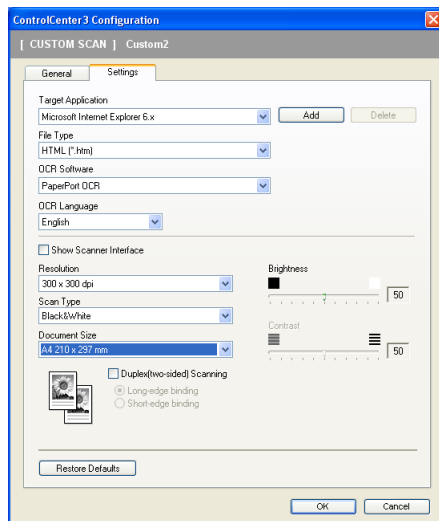 ControlCenter3 Configuration
[ CUSTOM SCAN ] Custom2
General Settings
Target Application
Microsoft Internet Explorer 6.x Add Delete
File Type
HTML (*.htm)
OCR Software
PaperPort OCR
OCR Language
English
Show Scanner Interface
Resolution Brightness
300 x 300 dpi 50
Scan Type
Black&White
Contrast
Document Size
A4 210 x 297 mm 50
Duplex(two-sided) Scanning
Long-edge binding
Short-edge binding
Restore Defaults
OK Cancel